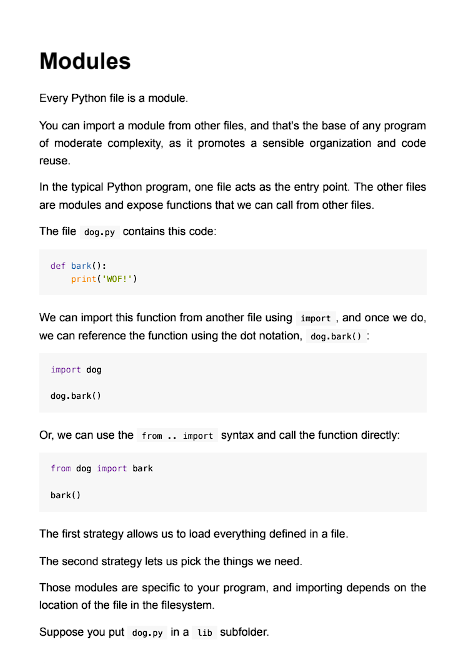 Modules
Every Python file is a module.
You can import a module from other files, and that's the base of any program
of moderate complexity, as it promotes a sensible organization and code
reuse.
In the typical Python program, one file acts as the entry point. The other files
are modules and expose functions that we can call from other files.
The file dog.py contains this code:
def bark():
    print('WOF!')
We can import this function from another file using import , and once we do,
we can reference the function using the dot notation, dog.bark() :
import dog
dog.bark()
Or, we can use the from .. import syntax and call the function directly:
from dog import bark
bark()
The first strategy allows us to load everything defined in a file.
The second strategy lets us pick the things we need.
Those modules are specific to your program, and importing depends on the
location of the file in the filesystem.
Suppose you put dog.py in a lib subfolder.